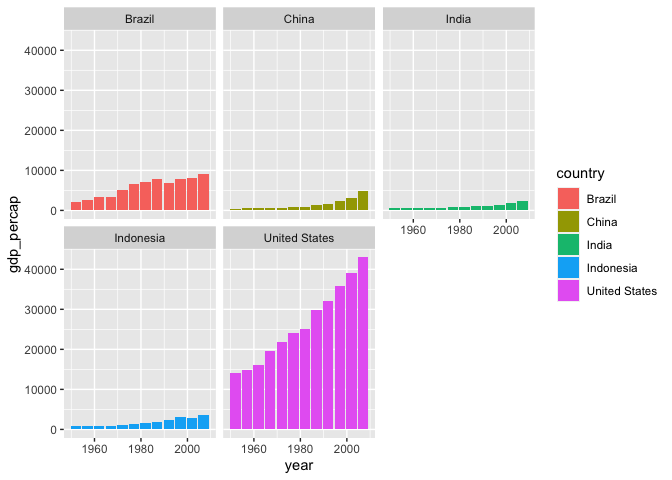 Brazil China India
40000
30000
20000
10000
0
1960 1980 2000
Indonesia United States
40000
30000
20000
10000
0
1960 1980 2000 1960 1980 2000
year
gdp_percap
country
Brazil
China
India
Indonesia
United States